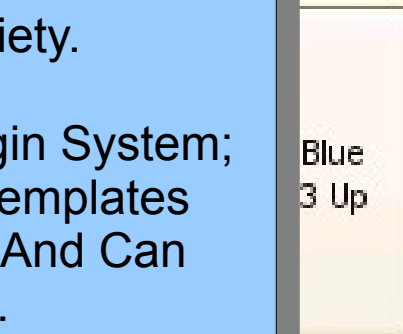 iety.
gin System;
emplates
And Can
.
Blue
3 Up